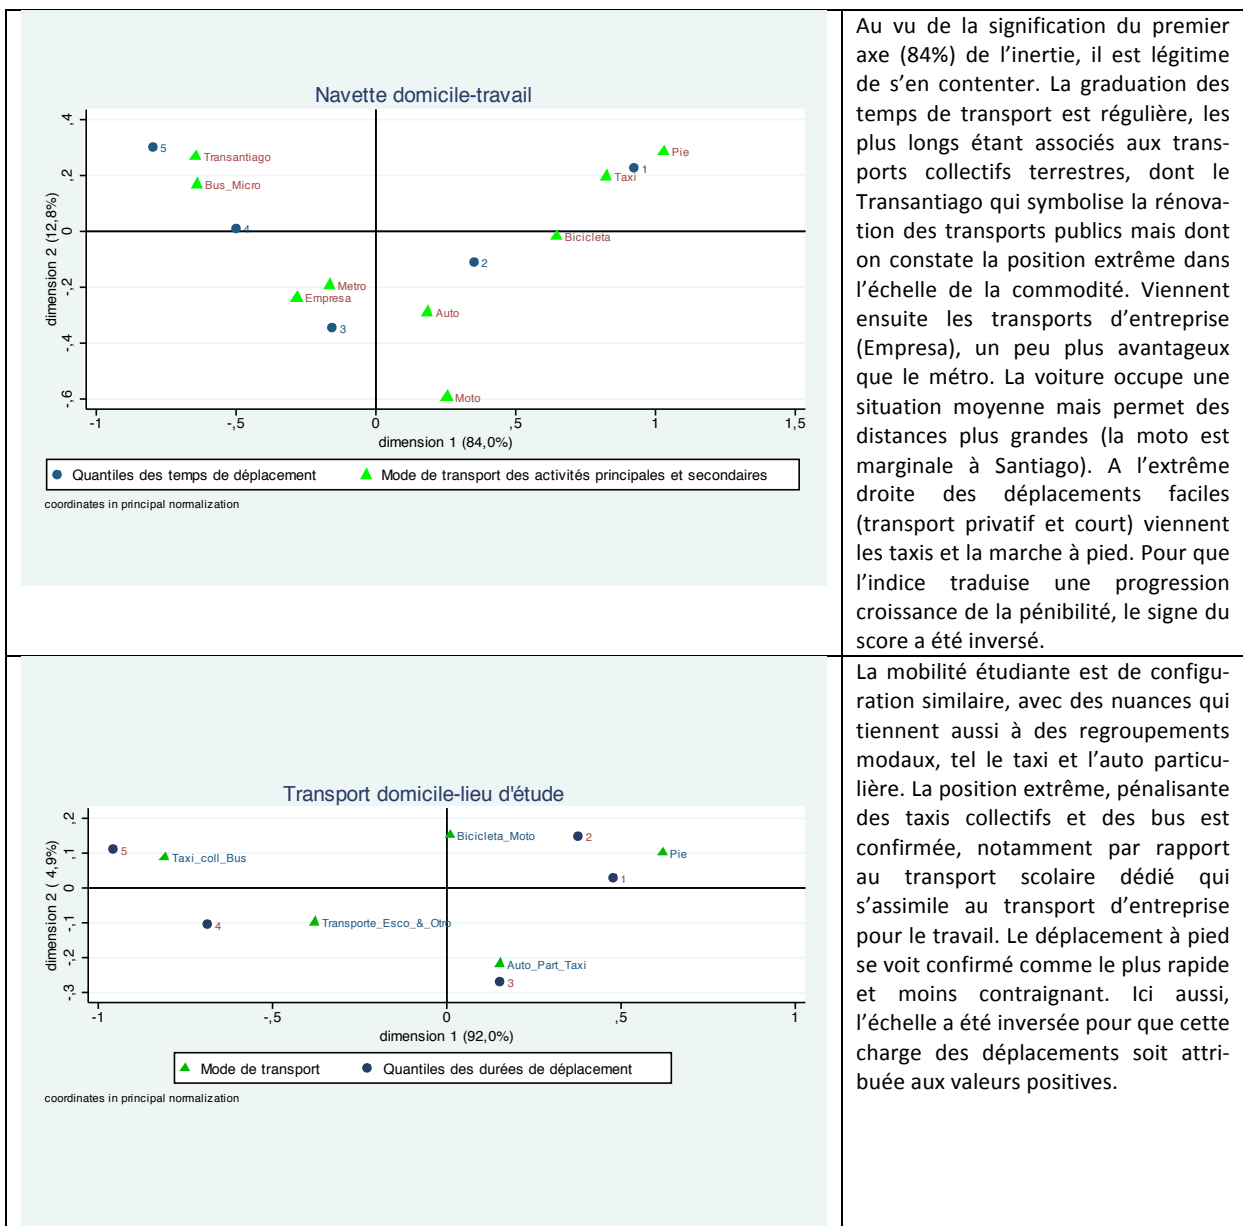 Navette domicile-travail
,4
,2
0
-,2
-,4
-,6
dimension 2 (12,8%)
5
Transantiago
Bus_Micro
4
Metro
Empresa
3
Pie
1
Taxi
Bicicleta
2
Auto
Moto
-1
-,5
0
,5
1
1,5
dimension 1 (84,0%)
Quantiles des temps de déplacement
Mode de transport des activités principales et secondaires
coordinates in principal normalization
Au vu de la signification du premier
axe (84%) de l’inertie, il est légitime
de s’en contenter. La graduation des
temps de transport est régulière, les
plus longs étant associés aux trans-
ports collectifs terrestres, dont le
Transantiago qui symbolise la rénova-
tion des transports publics mais dont
on constate la position extrême dans
l’échelle de la commodité. Viennent
ensuite les transports d’entreprise
(Empresa), un peu plus avantageux
que le métro. La voiture occupe une
situation moyenne mais permet des
distances plus grandes (la moto est
marginale à Santiago). A l’extrême
droite des déplacements faciles
(transport privatif et court) viennent
les taxis et la marche à pied. Pour que
l’indice traduise une progression
croissance de la pénibilité, le signe du
score a été inversé.
Transport domicile-lieu d'étude
,2
,1
0
-,1
-,2
-,3
dimension 2 ( 4,9%)
5
Taxi_coll_Bus
4
Transporte_Esco_&_Otro
Bicicleta_Moto
2
Pie
1
Auto_Part_Taxi
3
-1
-,5
0
,5
1
dimension 1 (92,0%)
Mode de transport
Quantiles des durées de déplacement
coordinates in principal normalization
La mobilité étudiante est de configu-
ration similaire, avec des nuances qui
tiennent aussi à des regroupements
modaux, tel le taxi et l’auto particu-
lière. La position extrême, pénalisante
des taxis collectifs et des bus est
confirmée, notamment par rapport
au transport scolaire dédié qui
s’assimile au transport d’entreprise
pour le travail. Le déplacement à pied
se voit confirmé comme le plus rapide
et moins contraignant. Ici aussi,
l’échelle a été inversée pour que cette
charge des déplacements soit attri-
buée aux valeurs positives.